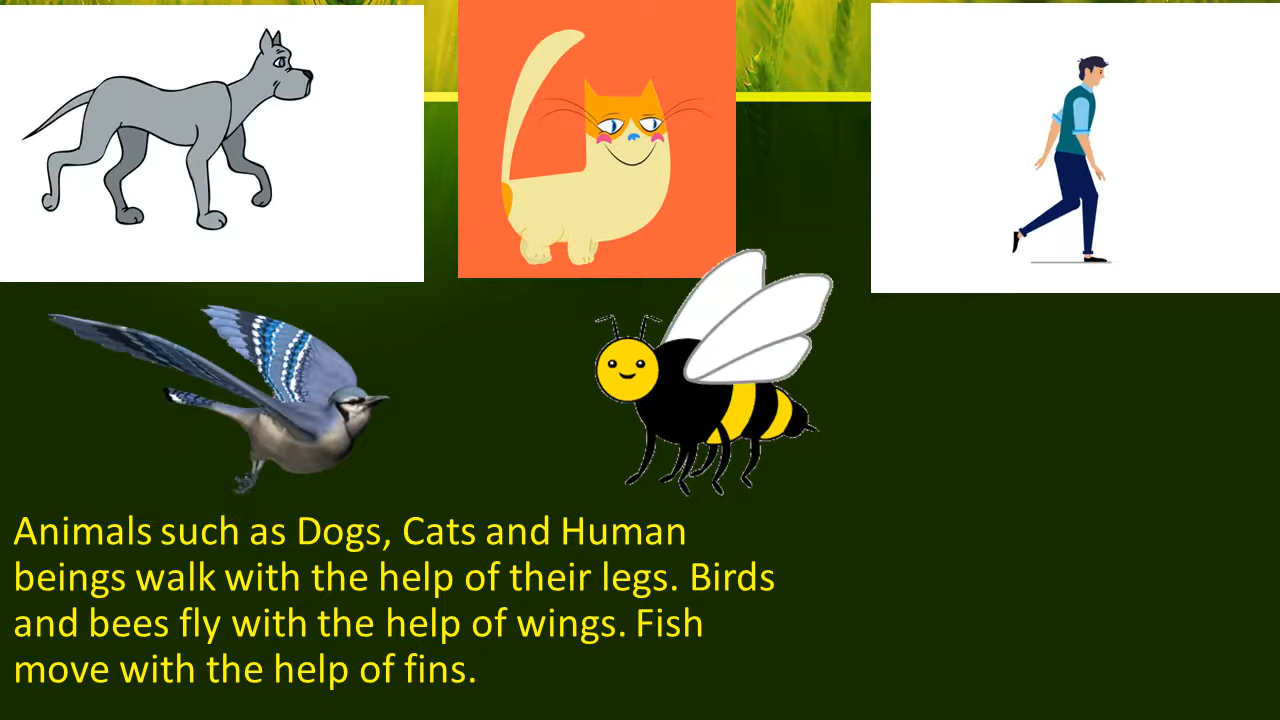 Animals such as Dogs, Cats and Human
beings walk with the help of their legs. Birds
and bees fly with the help of wings. Fish
move with the help of fins.